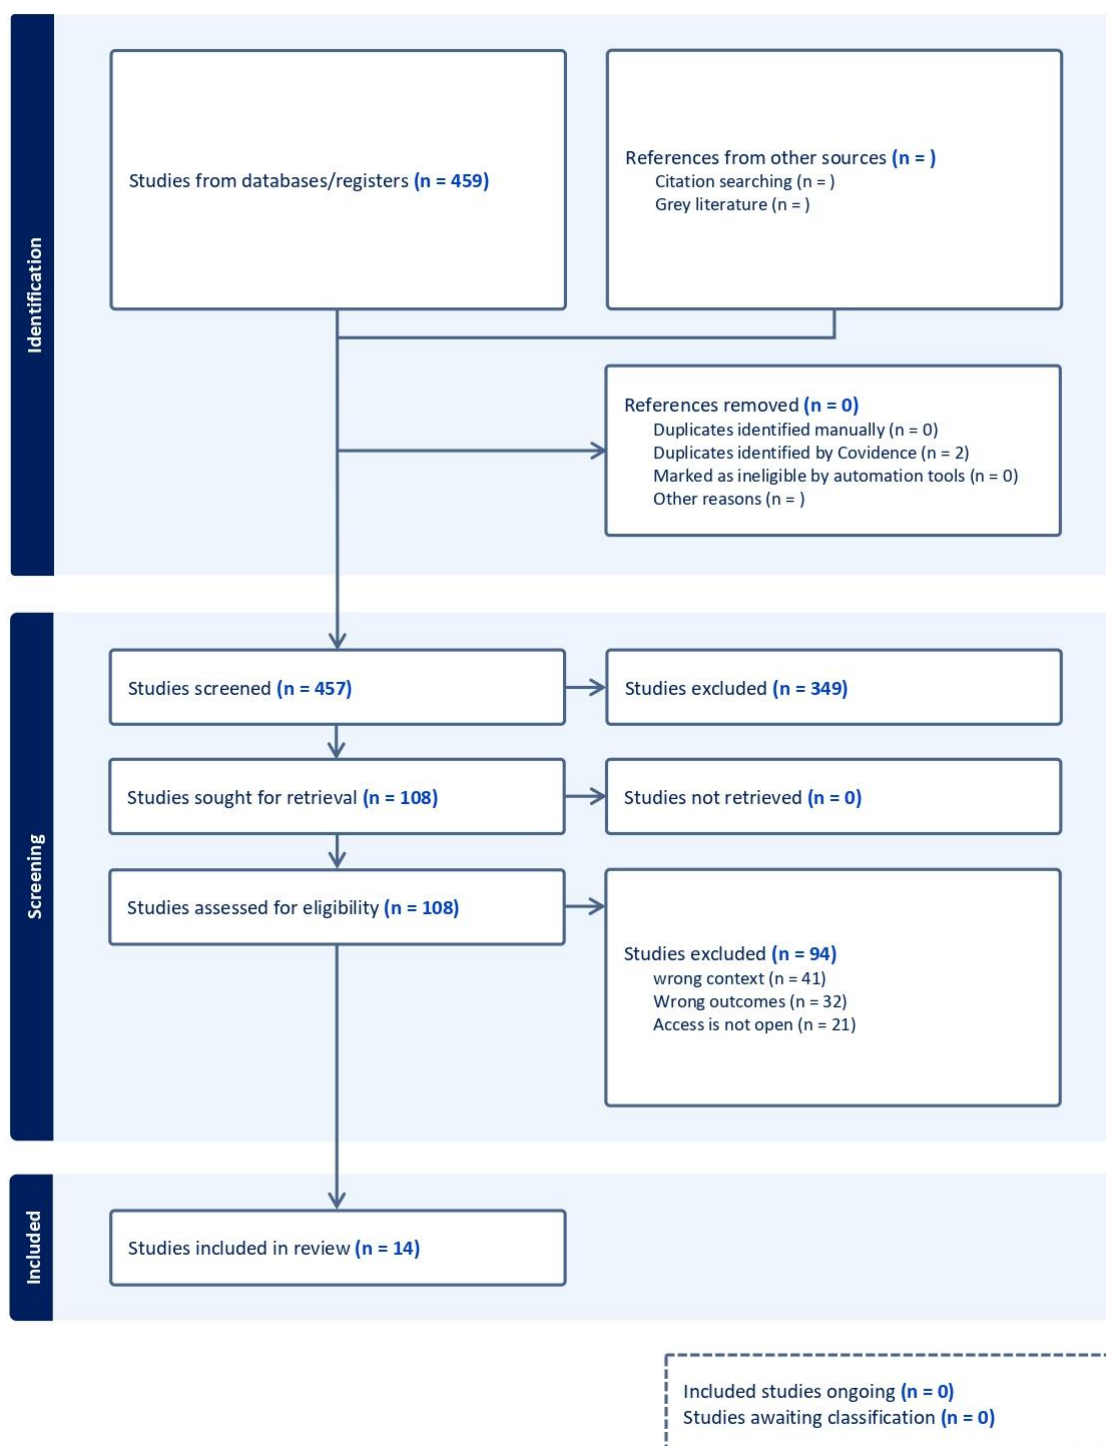 Identification
Studies from databases/registers (n = 459)
References from other sources (n = )
Citation searching (n = )
Grey literature (n = )
References removed (n = 0)
Duplicates identified manually (n = 0)
Duplicates identified by Covidence (n = 2)
Marked as ineligible by automation tools (n = 0)
Other reasons (n = )
Screening
Studies screened (n = 457)
Studies excluded (n = 349)
Studies sought for retrieval (n = 108)
Studies not retrieved (n = 0)
Studies assessed for eligibility (n = 108)
Studies excluded (n = 94)
wrong context (n = 41)
Wrong outcomes (n = 32)
Access is not open (n = 21)
Included
Studies included in review (n = 14)
Included studies ongoing (n = 0)
Studies awaiting classification (n = 0)